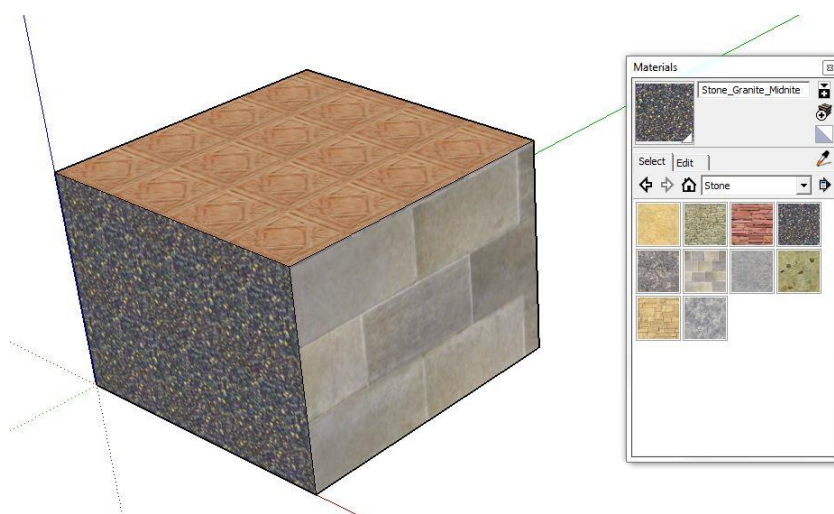 Materials
Stone_Granite_Midnite
Select
Edit
Stone